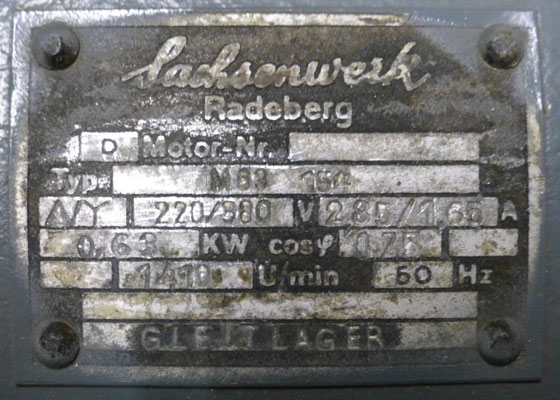 Sachsenwerk
Radeberg
D Motor-Nr.
Typ M63
Δ/Y 220/380 V 2,85/1,65 A
0,63 KW cosφ 0,75
1410 U/min 50 Hz
GLEITLAGER